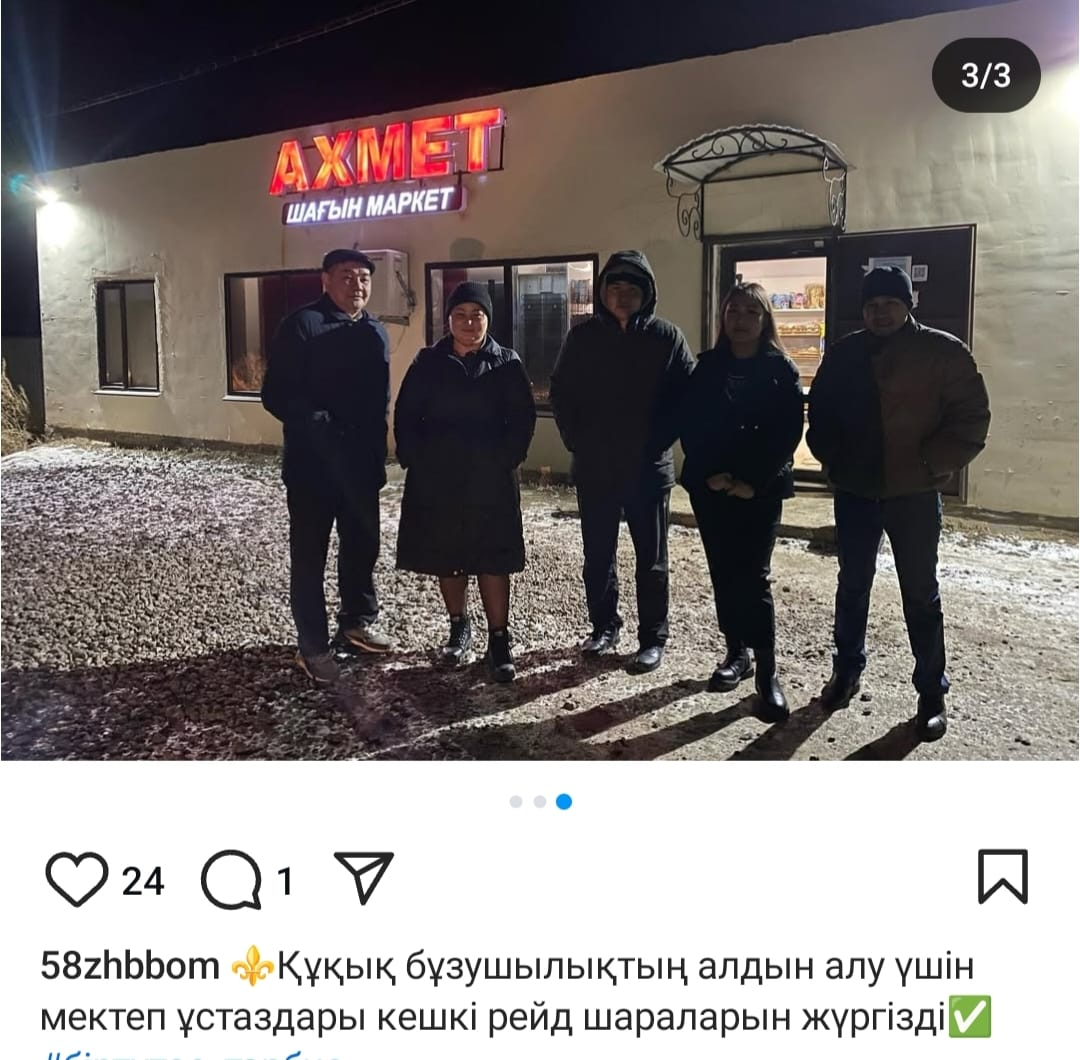 3/3
АХМЕТ
ШАҒЫН МАРКЕТ
24 1
58zhbbom ⚜️Құқық бұзушылықтың алдын алу үшін
мектеп ұстаздары кешкі рейд шараларын жүргізді✅